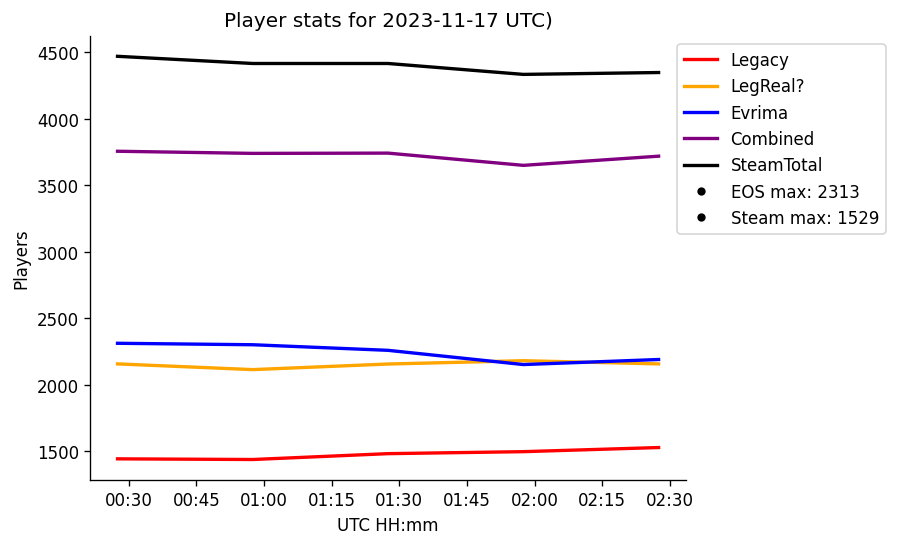 Player stats for 2023-11-17 UTC)
Players
4500
4000
3500
3000
2500
2000
1500
00:30 00:45 01:00 01:15 01:30 01:45 02:00 02:15 02:30
UTC HH:mm
Legacy
LegReal?
Evrima
Combined
SteamTotal
EOS max: 2313
Steam max: 1529